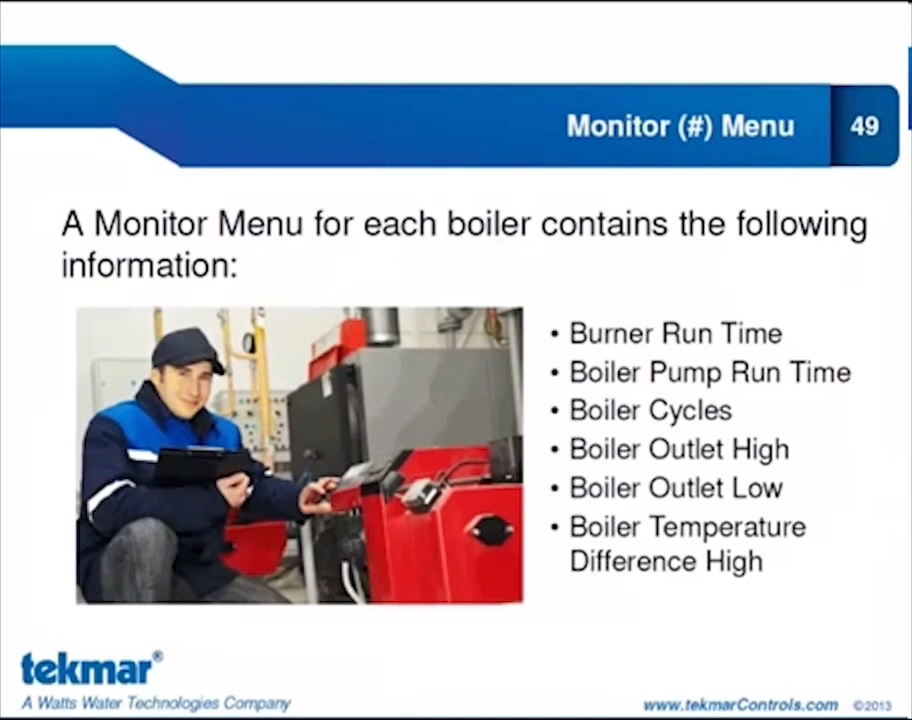 Monitor (#) Menu
49
A Monitor Menu for each boiler contains the following
information:
• Burner Run Time
• Boiler Pump Run Time
• Boiler Cycles
• Boiler Outlet High
• Boiler Outlet Low
• Boiler Temperature
Difference High
tekmar®
A Watts Water Technologies Company
www.tekmarControls.com ©2013